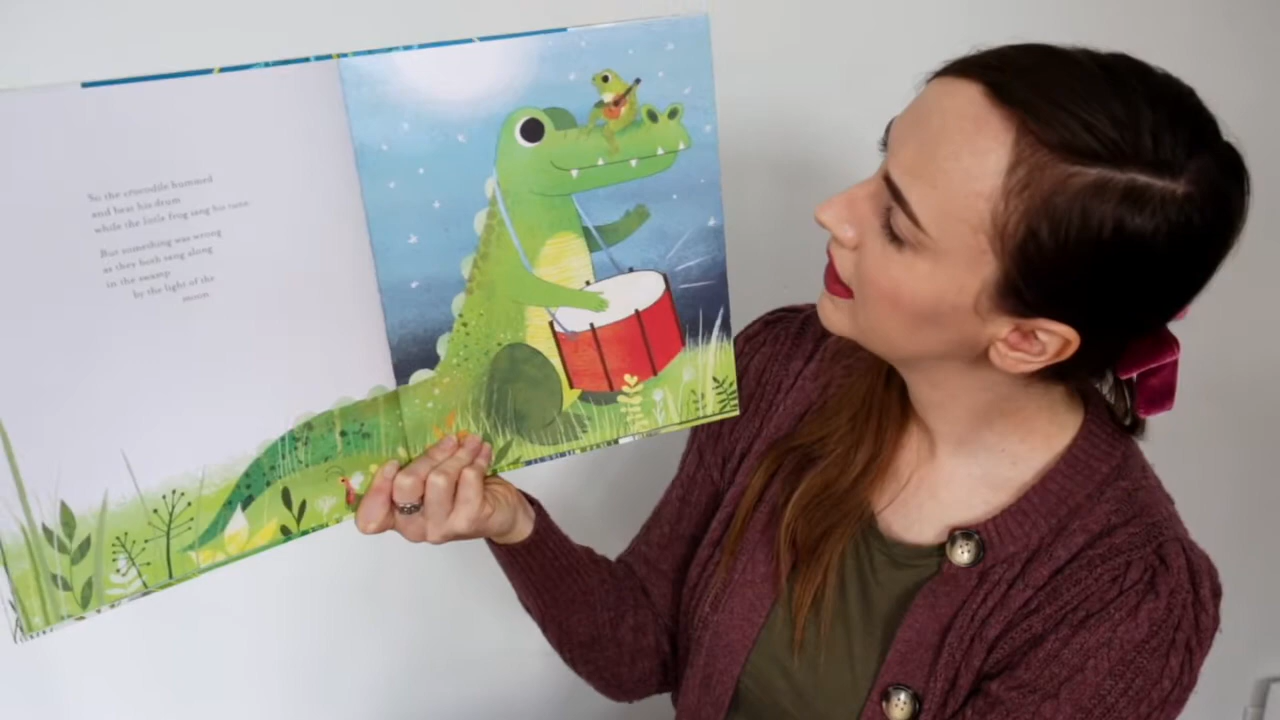 So the crocodile hummed
and beat his drum
while the little frog sang his tune
But something was wrong
as they both sang along
in the swamp
by the light of the
moon.